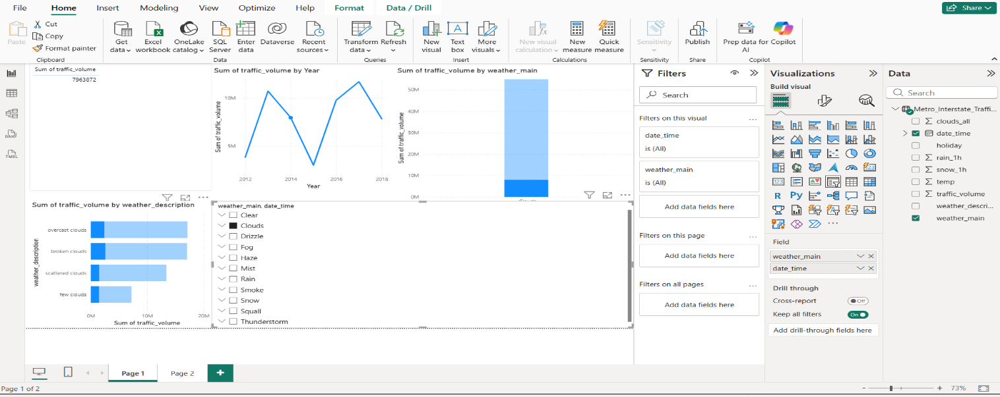 File Home Insert Modeling View Optimize Help Format Data / Drill Share
Paste
Cut
Copy
Format painter
Clipboard
Get data
Excel workbook
OneLake catalog
SQL Server
Enter data
Dataverse
Recent sources
Data
Transform data
Refresh
Queries
New visual
Text box
More visuals
Insert
New visual calculation
New measure
Quick measure
Calculations
Sensitivity
Sensitivity
Publish
Share
Prep data for AI
Copilot
Copilot
Sum of traffic_volume
7963872
Sum of traffic_volume by Year
Sum of traffic_volume
10M
5M
2012 2014 2016 2018
Year
Sum of traffic_volume by weather_main
Sum of traffic_volume
50M
40M
30M
20M
10M
0M
Sum of traffic_volume by weather_description
weather_description
overcast clouds
broken clouds
scattered clouds
few clouds
0M 10M 20M
Sum of traffic_volume
weather_main, date_time
Clear
Clouds
Drizzle
Fog
Haze
Mist
Rain
Smoke
Snow
Squall
Thunderstorm
Filters
Search
Filters on this visual ...
date_time
is (All)
weather_main
is (All)
Add data fields here
Filters on this page ...
Add data fields here
Filters on all pages ...
Add data fields here
Visualizations
Build visual
123
R Py
...
Field
weather_main
date_time
Drill through
Cross-report Off
Keep all filters On
Add drill-through fields here
Data
Search
Metro_Interstate_Traffi...
clouds_all
date_time
holiday
rain_1h
snow_1h
temp
traffic_volume
weather_descri...
weather_main
DAX
TMDL
Page 1 Page 2 +
Page 1 of 2
- + 73%